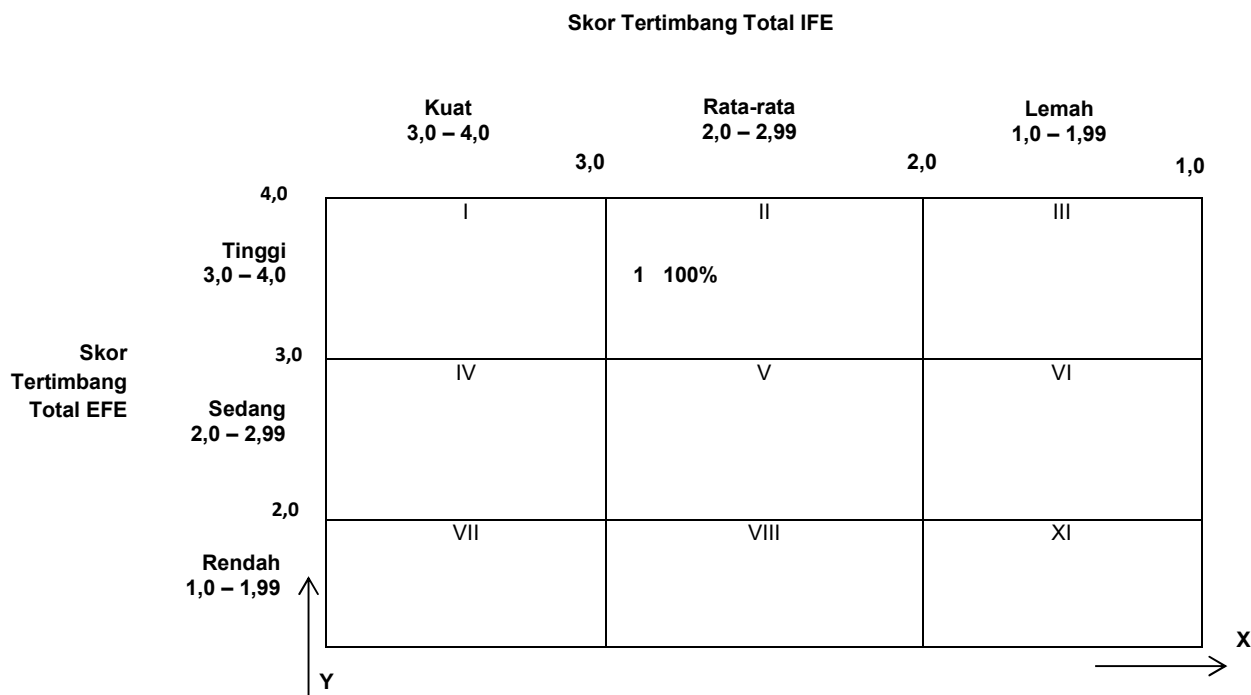 Skor Tertimbang Total IFE
Kuat
3,0 – 4,0
Rata-rata
2,0 – 2,99
Lemah
1,0 – 1,99
3,0
2,0
1,0
4,0
I
II
III
Tinggi
3,0 – 4,0
1 100%
Skor
Tertimbang
Total EFE
3,0
IV
V
VI
Sedang
2,0 – 2,99
2,0
VII
VIII
XI
Rendah
1,0 – 1,99
X
Y